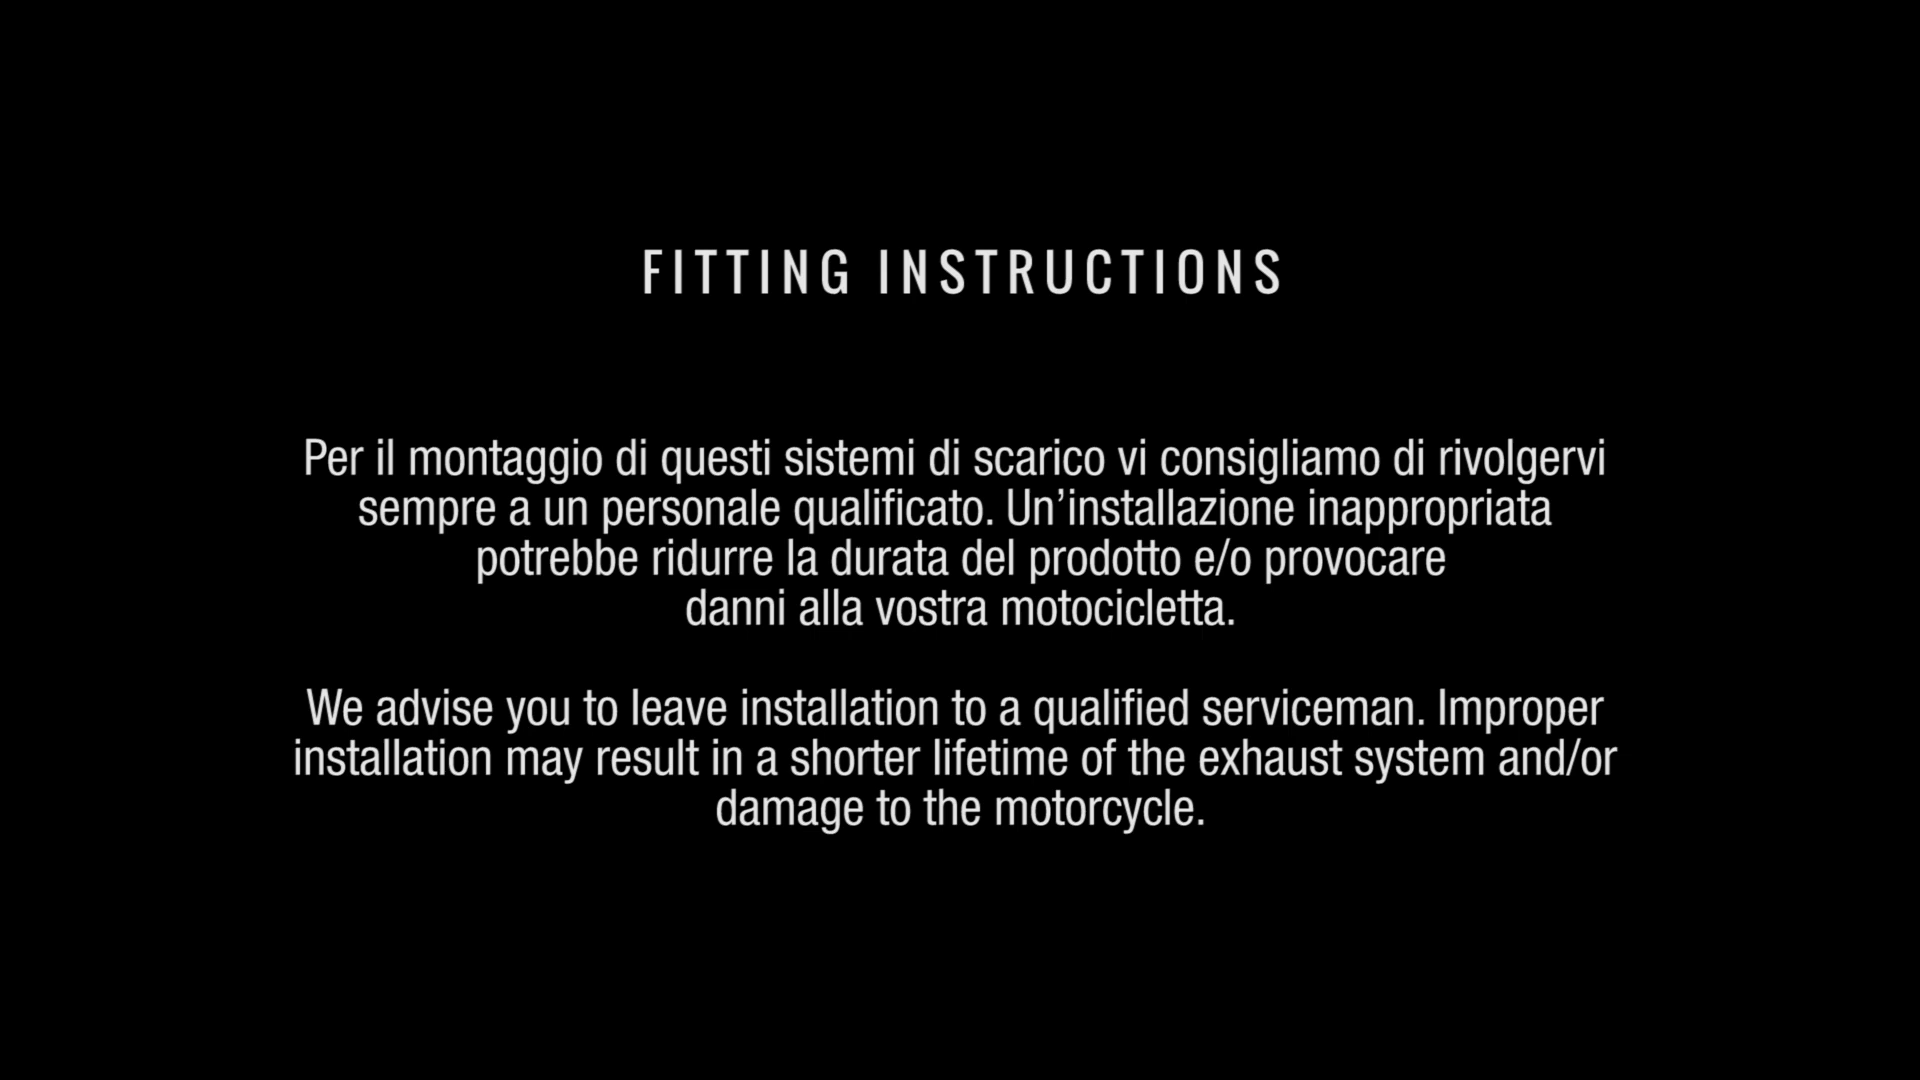 FITTING INSTRUCTIONS
Per il montaggio di questi sistemi di scarico vi consigliamo di rivolgervi
sempre a un personale qualificato. Un’installazione inappropriata
potrebbe ridurre la durata del prodotto e/o provocare
danni alla vostra motocicletta.
We advise you to leave installation to a qualified serviceman. Improper
installation may result in a shorter lifetime of the exhaust system and/or
damage to the motorcycle.